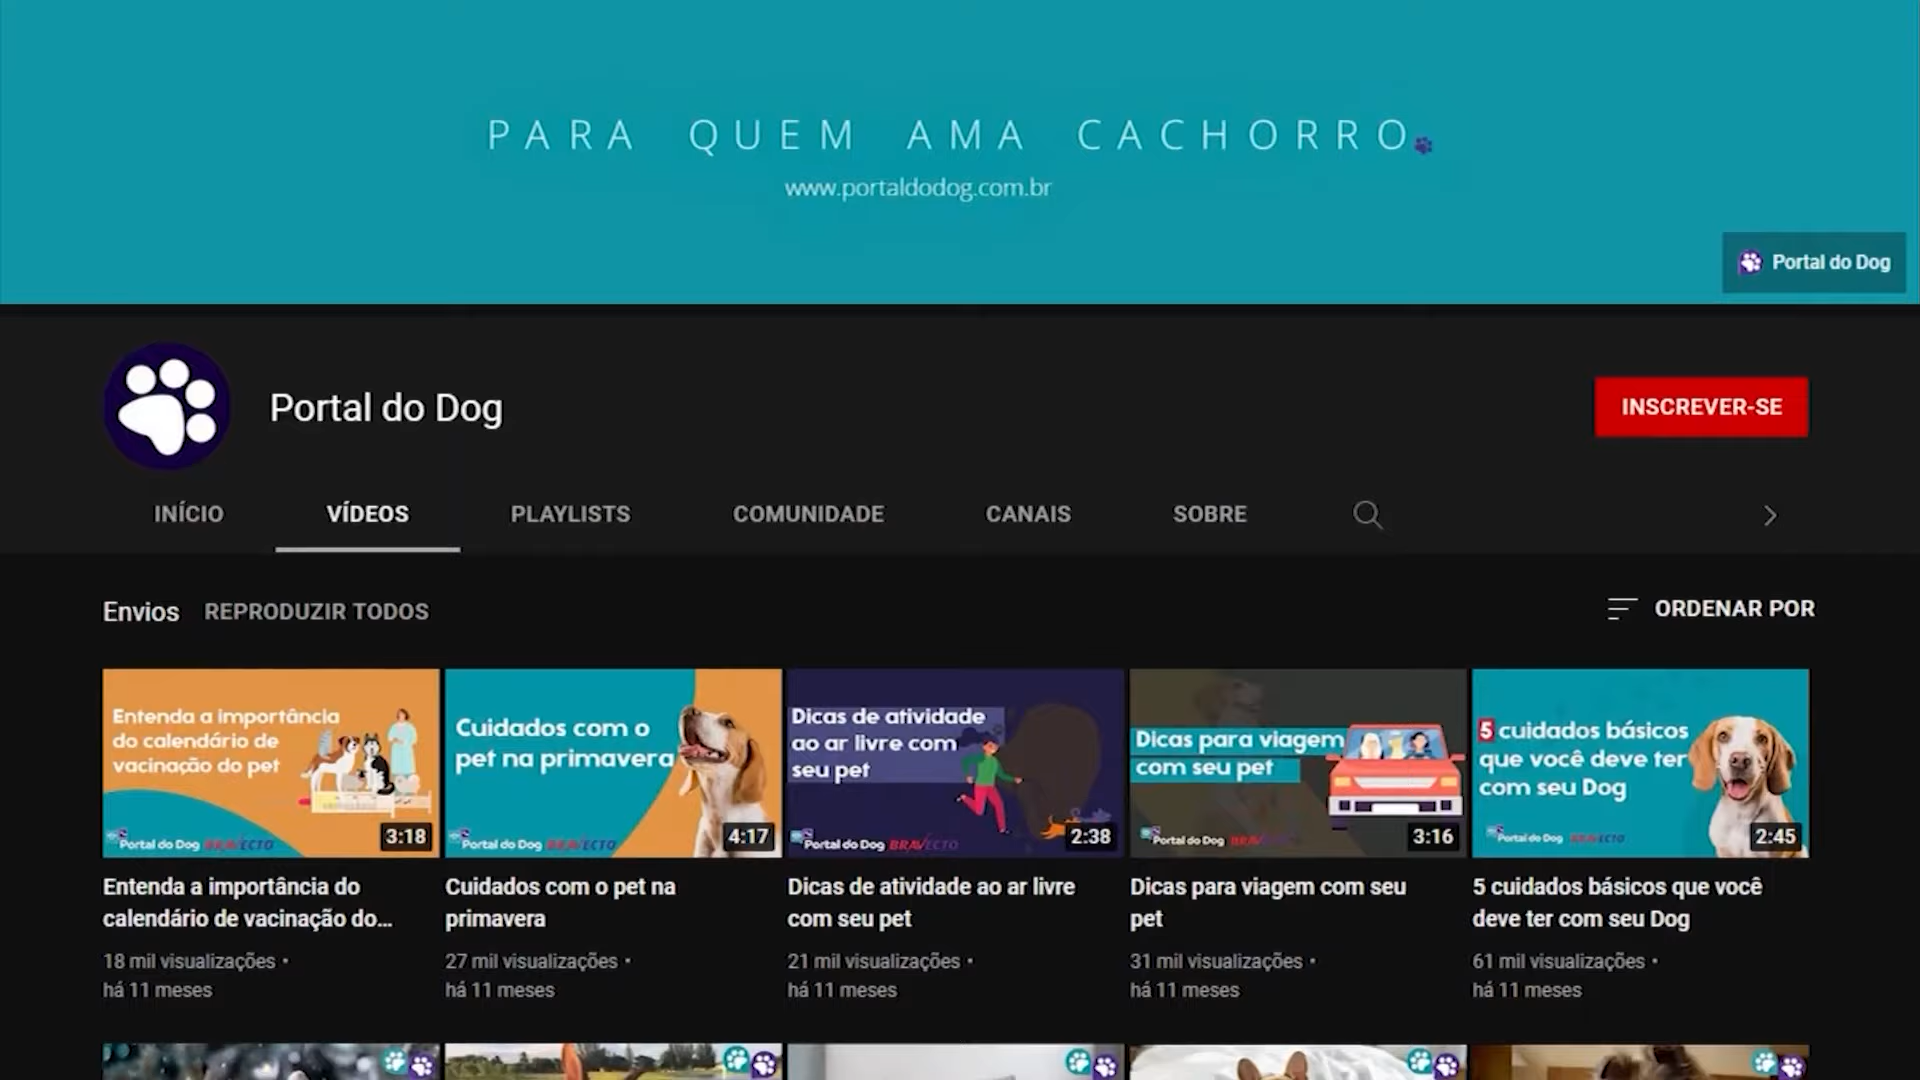 PARA QUEM AMA CACHORRO
www.portaldodog.com.br
Portal do Dog
Portal do Dog
INSCREVER-SE
INÍCIO
VÍDEOS
PLAYLISTS
COMUNIDADE
CANAIS
SOBRE
Envios
REPRODUZIR TODOS
ORDENAR POR
Entenda a importância
do calendário de
vacinação do pet
Portal do Dog BRAVECTO
3:18
Cuidados com o
pet na primavera
Portal do Dog BRAVECTO
4:17
Dicas de atividade
ao ar livre com
seu pet
Portal do Dog BRAVECTO
2:38
Dicas para viagem
com seu pet
Portal do Dog BRAVECTO
3:16
5 cuidados básicos
que você deve ter
com seu Dog
Portal do Dog BRAVECTO
2:45
Entenda a importância do
calendário de vacinação do...
18 mil visualizações •
há 11 meses
Cuidados com o pet na
primavera
27 mil visualizações •
há 11 meses
Dicas de atividade ao ar livre
com seu pet
21 mil visualizações •
há 11 meses
Dicas para viagem com seu
pet
31 mil visualizações •
há 11 meses
5 cuidados básicos que você
deve ter com seu Dog
61 mil visualizações •
há 11 meses